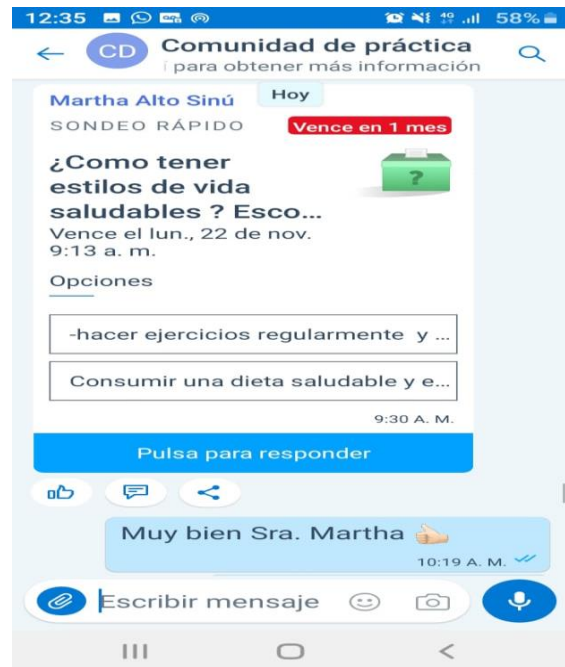 12:35 58%
CD Comunidad de práctica
para obtener más información
Hoy
Martha Alto Sinú
SONDEO RÁPIDO Vence en 1 mes
¿Como tener
estilos de vida
saludables ? Esco...
Vence el lun., 22 de nov.
9:13 a. m.
?
Opciones
-hacer ejercicios regularmente y ...
Consumir una dieta saludable y e...
9:30 A. M.
Pulsa para responder
Muy bien Sra. Martha
10:19 A. M.
Escribir mensaje